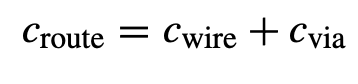 c_route = c_wire + c_via